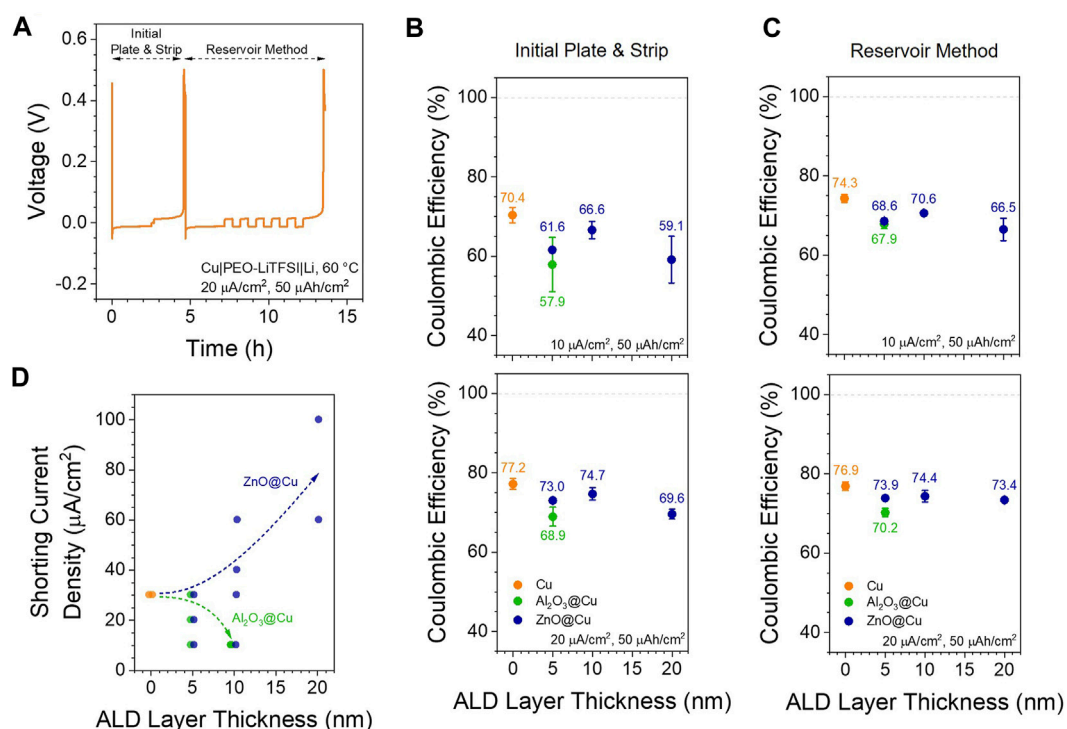 A
Initial
Plate & Strip
Reservoir Method
0.6
0.4
0.2
0.0
-0.2
Voltage (V)
Cu|PEO-LiTFSI||Li, 60 °C
20 μA/cm², 50 μAh/cm²
0
5
10
15
Time (h)
B
Initial Plate & Strip
Coulombic Efficiency (%)
100
80
60
40
70.4
61.6
66.6
59.1
57.9
10 μA/cm², 50 μAh/cm²
Coulombic Efficiency (%)
100
80
60
40
77.2
73.0
74.7
69.6
68.9
Cu
Al₂O₃@Cu
ZnO@Cu
20 μA/cm², 50 μAh/cm²
0
5
10
15
20
ALD Layer Thickness (nm)
C
Reservoir Method
Coulombic Efficiency (%)
100
80
60
40
74.3
68.6
70.6
66.5
67.9
10 μA/cm², 50 μAh/cm²
Coulombic Efficiency (%)
100
80
60
40
76.9
73.9
74.4
73.4
70.2
Cu
Al₂O₃@Cu
ZnO@Cu
20 μA/cm², 50 μAh/cm²
0
5
10
15
20
ALD Layer Thickness (nm)
D
Shorting Current
Density (μA/cm²)
100
80
60
40
20
0
ZnO@Cu
Al₂O₃@Cu
0
5
10
15
20
ALD Layer Thickness (nm)